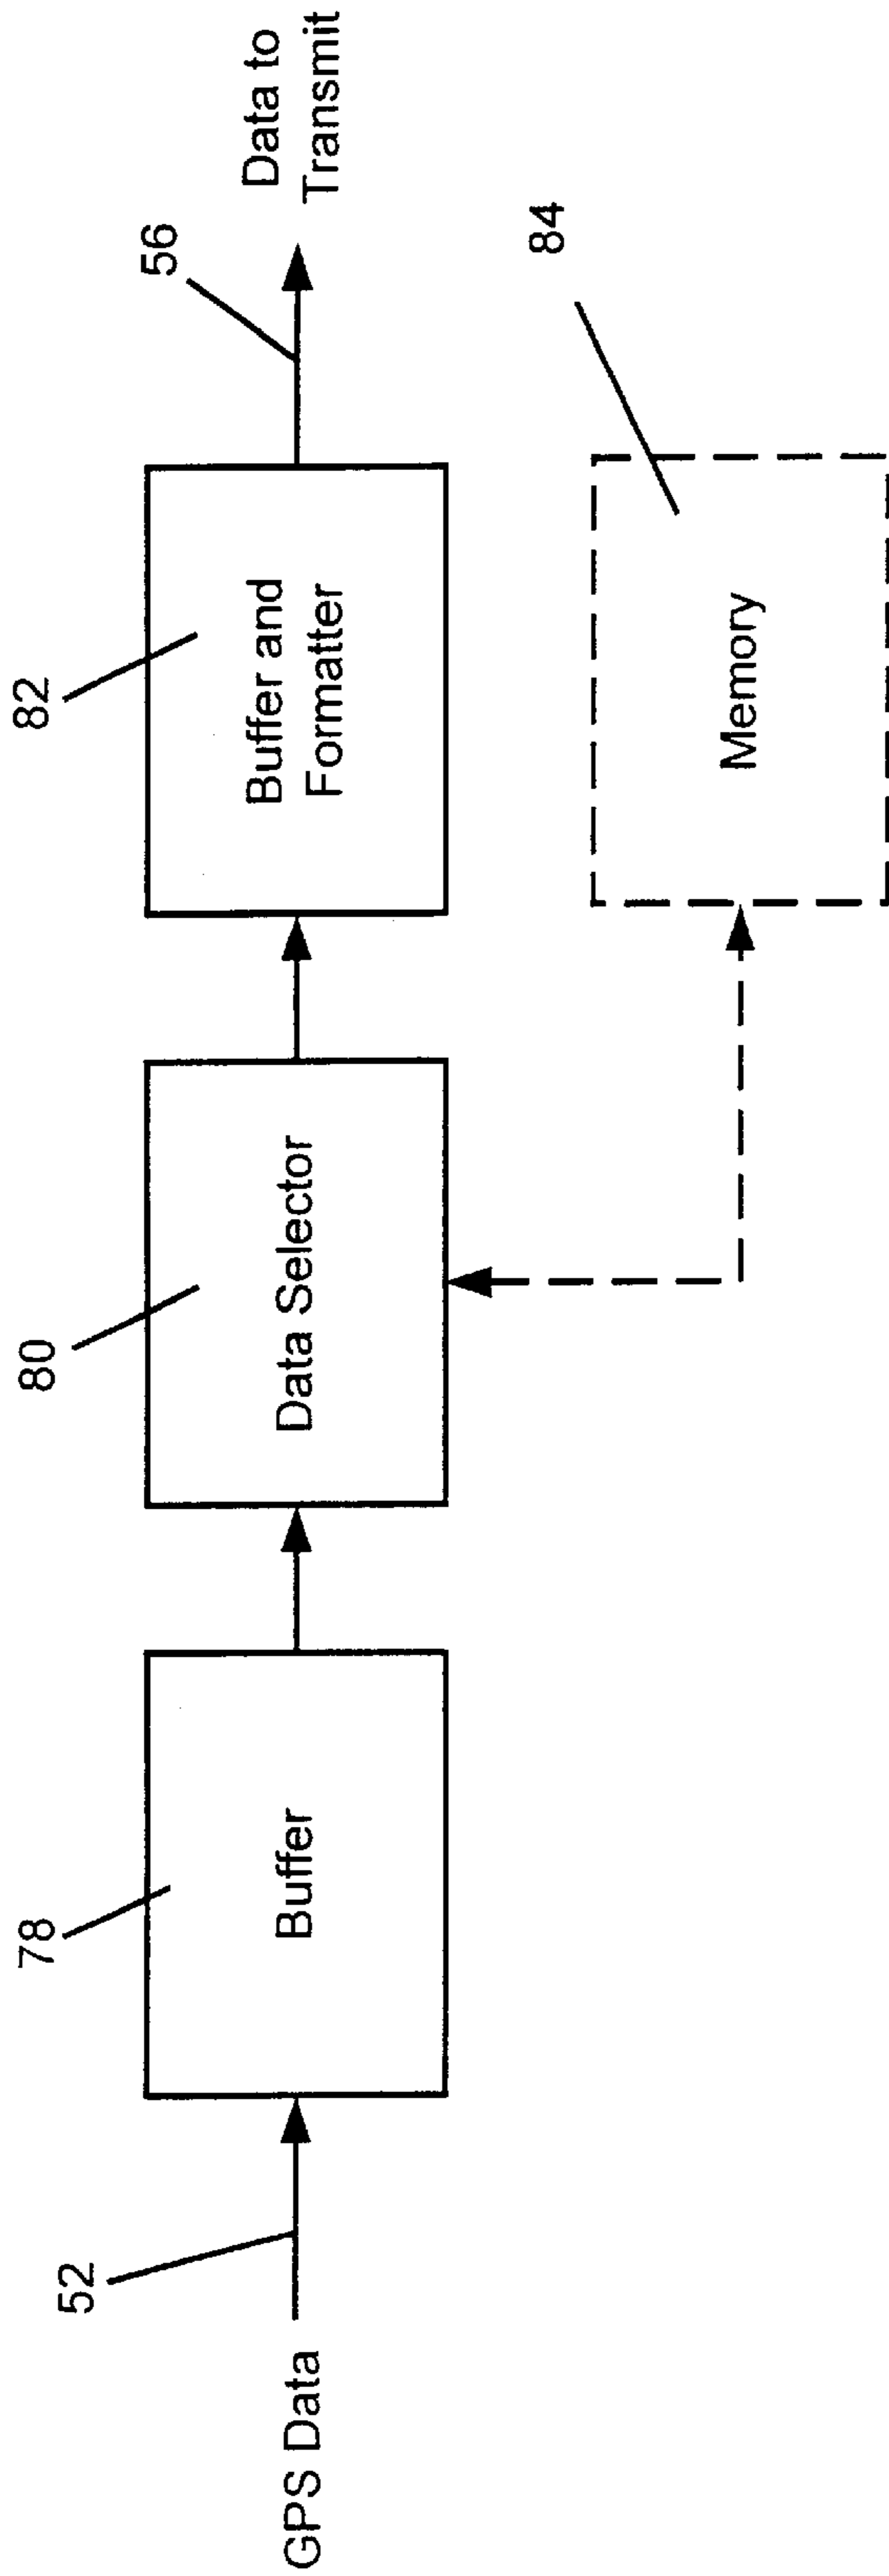 GPS Data
52
78
Buffer
80
Data Selector
82
Buffer and
Formatter
56
Data to
Transmit
84
Memory